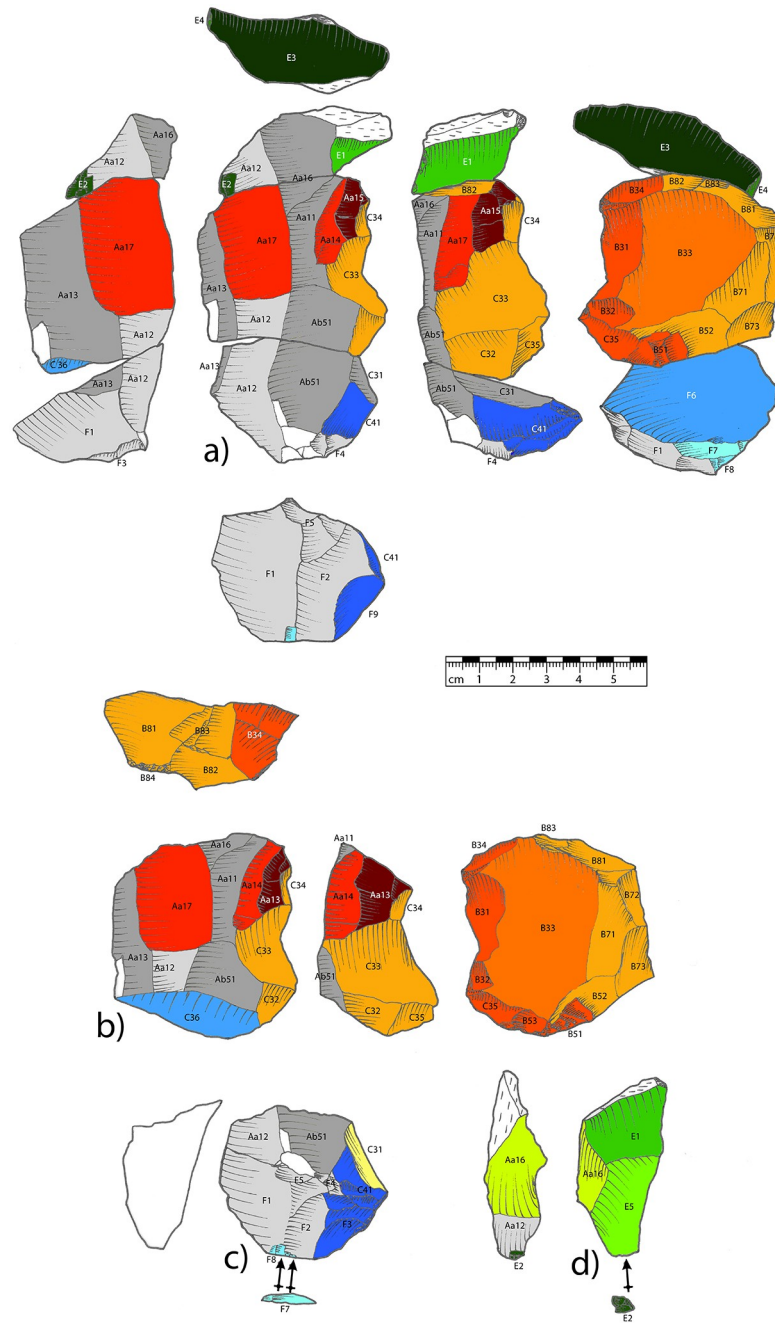 E4
E3
Aa16
Aa12
E2
Aa17
Aa13
Aa12
C36
Aa13
Aa12
F1
F3
a)
Aa12
E1
E2
Aa16
Aa15
Aa11
C34
Aa17
Aa14
C33
Aa13
Aa12
Ab51
Aa13
Aa12
Ab51
C31
C41
F4
E1
B82
Aa16
Aa15
Aa11
C34
Aa17
C33
Ab51
C32
C35
C31
Ab51
C41
F4
E3
B34
B82
B83
E4
B81
B31
B33
B71
B32
C35
B52
B73
B51
F6
F1
F7
F8
F5
F1
F2
C41
F9
cm 1 2 3 4 5
B81
B83
B34
B82
B84
Aa16
Aa11
Aa17
Aa14
C34
Aa13
C33
Aa13
Aa12
Ab51
C32
C36
b)
Aa11
Aa14
Aa13
C34
C33
Ab51
C32
C35
B83
B34
B81
B31
B72
B33
B71
B32
B73
C35
B52
B53
B51
Aa12
Ab51
C31
E5
F1
C41
F2
F3
F8
c)
F7
Aa16
Aa12
E2
E1
Aa16
E5
d)
E2